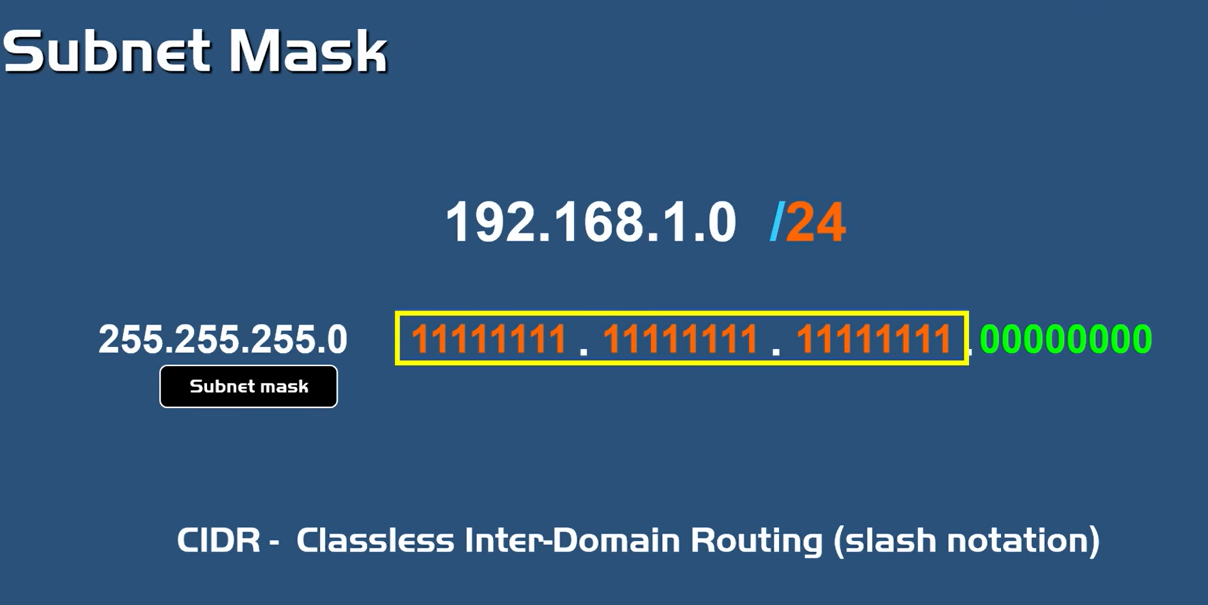 Subnet Mask
192.168.1.0 /24
255.255.255.0 11111111 . 11111111 . 11111111 .00000000
Subnet mask
CIDR - Classless Inter-Domain Routing (slash notation)